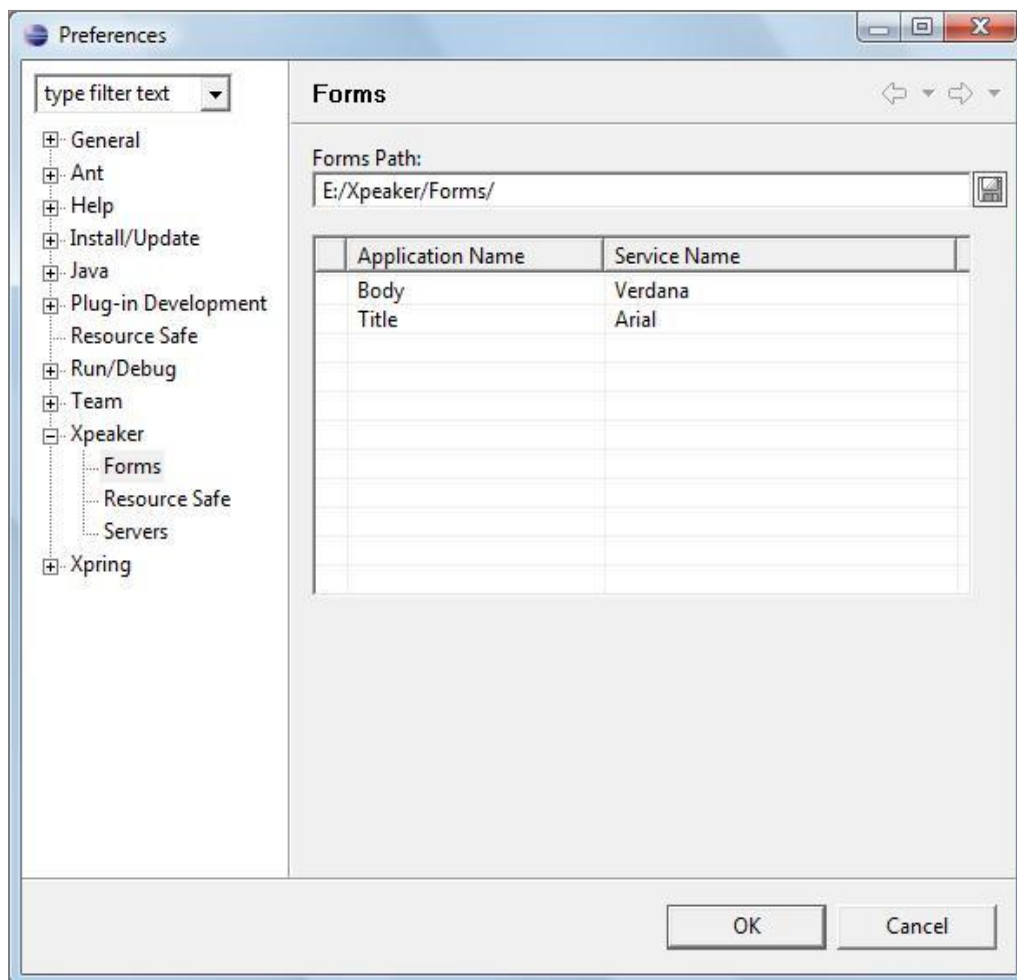 Preferences
type filter text
General
Ant
Help
Install/Update
Java
Plug-in Development
Resource Safe
Run/Debug
Team
Xpeaker
Forms
Resource Safe
Servers
Xpring
Forms
Forms Path:
E:/Xpeaker/Forms/
Application Name Service Name
Body Verdana
Title Arial
OK Cancel